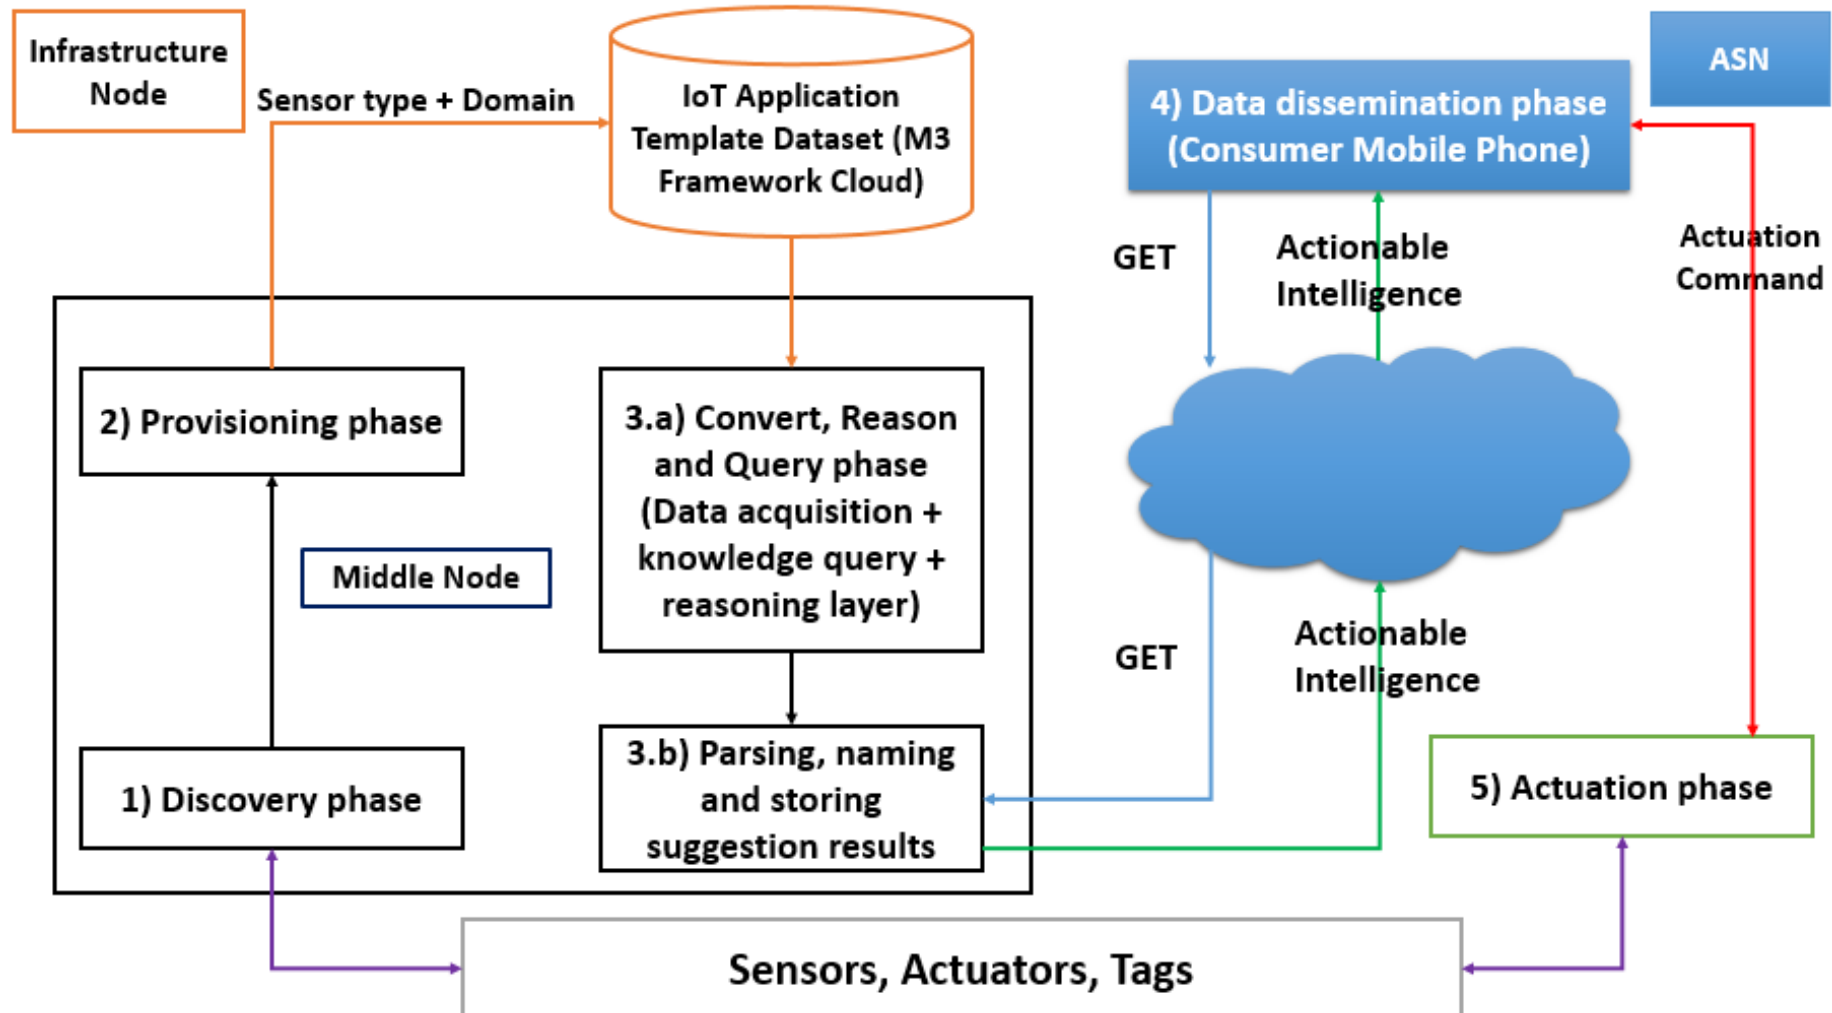 Infrastructure
Node
Sensor type + Domain
IoT Application
Template Dataset (M3
Framework Cloud)
4) Data dissemination phase
(Consumer Mobile Phone)
ASN
GET
Actionable
Intelligence
Actuation
Command
2) Provisioning phase
3.a) Convert, Reason
and Query phase
(Data acquisition +
knowledge query +
reasoning layer)
Middle Node
GET
Actionable
Intelligence
1) Discovery phase
3.b) Parsing, naming
and storing
suggestion results
5) Actuation phase
Sensors, Actuators, Tags